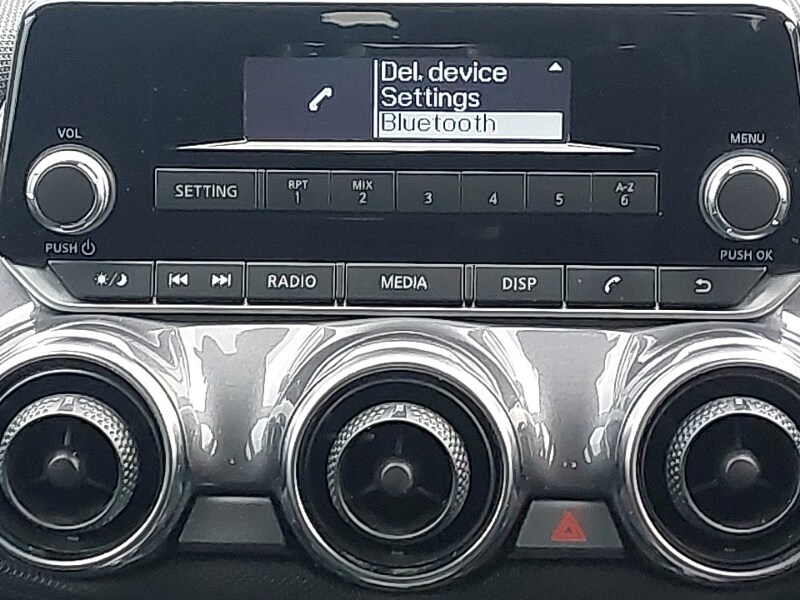 Del. device
Settings
Bluetooth
VOL
MENU
SETTING
RPT
1
MIX
2
3
4
5
A-Z
6
PUSH
PUSH OK
RADIO
MEDIA
DISP